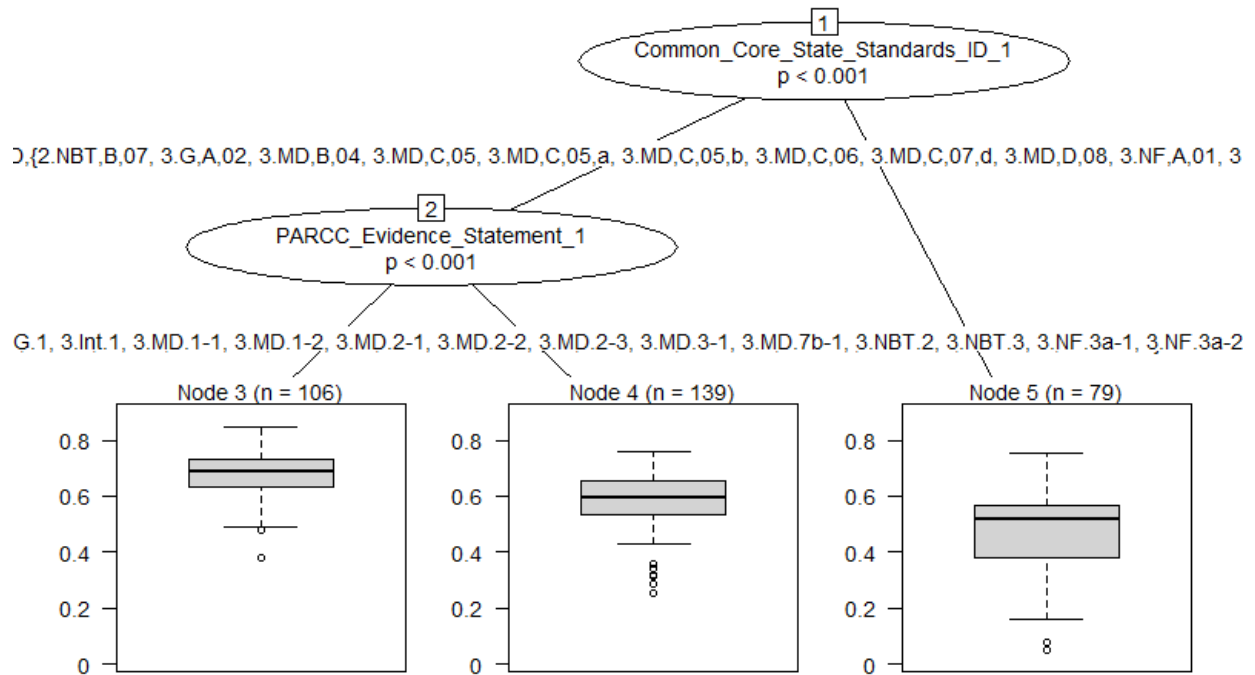 1
Common_Core_State_Standards_ID_1
p < 0.001
),{2.NBT,B,07, 3.G,A,02, 3.MD,B,04, 3.MD,C,05, 3.MD,C,05,a, 3.MD,C,05,b, 3.MD,C,06, 3.MD,C,07,d, 3.MD,D,08, 3.NF,A,01, 3
2
PARCC_Evidence_Statement_1
p < 0.001
G.1, 3.Int.1, 3.MD.1-1, 3.MD.1-2, 3.MD.2-1, 3.MD.2-2, 3.MD.2-3, 3.MD.3-1, 3.MD.7b-1, 3.NBT.2, 3.NBT.3, 3.NF.3a-1, 3.NF.3a-2
Node 3 (n = 106) Node 4 (n = 139) Node 5 (n = 79)
0.8 0.8 0.8
0.6 0.6 0.6
0.4 0.4 0.4
0.2 0.2 0.2
0 0 0